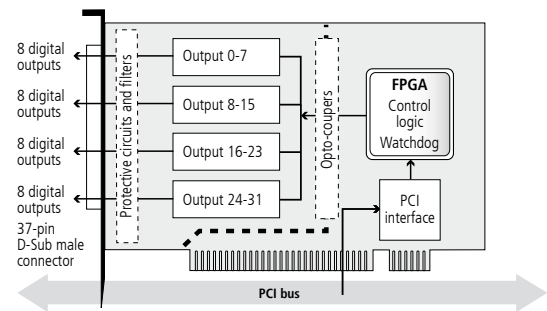 8 digital
outputs
8 digital
outputs
8 digital
outputs
8 digital
outputs
37-pin
D-Sub male
connector
Protective circuits and filters
Output 0-7
Output 8-15
Output 16-23
Output 24-31
Opto-coupers
FPGA
Control
logic
Watchdog
PCI
interface
PCI bus